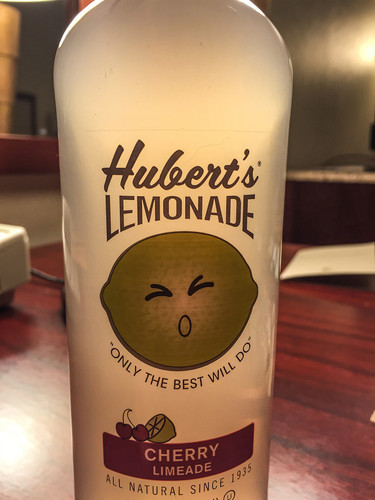 Hubert's®
LEMONADE
"ONLY THE BEST WILL DO"
CHERRY
LIMEADE
ALL NATURAL SINCE 1935